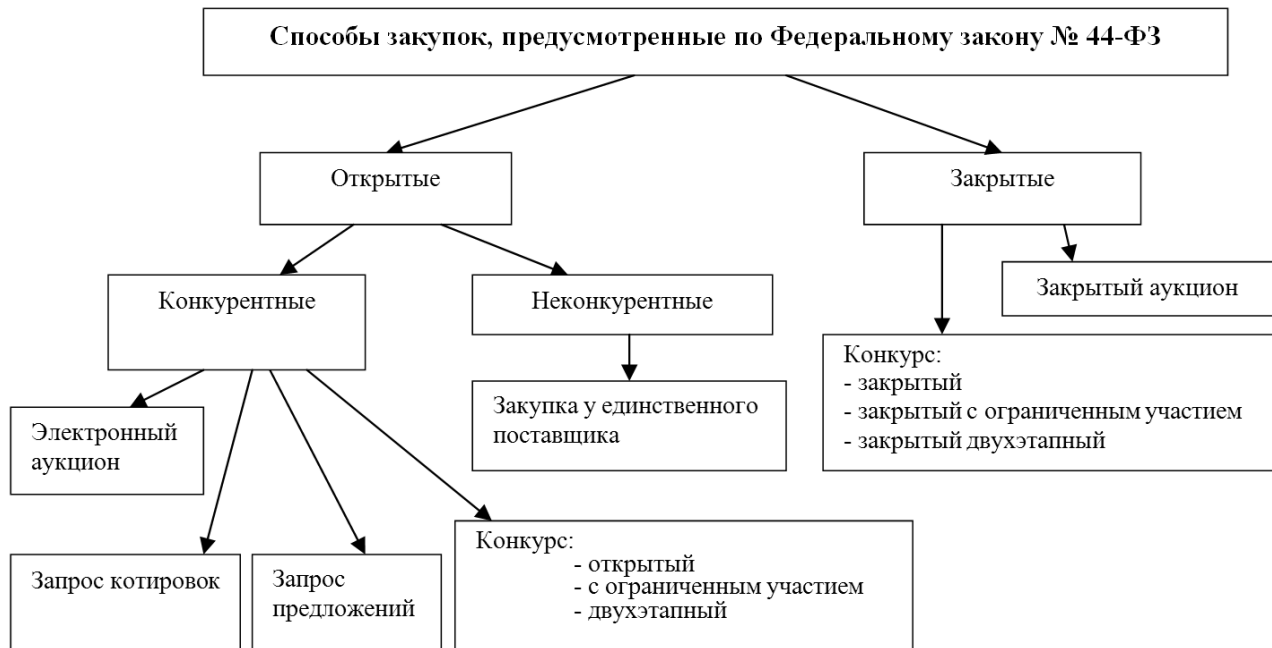 Способы закупок, предусмотренные по Федеральному закону № 44-ФЗ
Открытые
Закрытые
Конкурентные
Неконкурентные
Закрытый аукцион
Электронный
аукцион
Закупка у единственного
поставщика
Конкурс:
- закрытый
- закрытый с ограниченным участием
- закрытый двухэтапный
Запрос котировок
Запрос
предложений
Конкурс:
- открытый
- с ограниченным участием
- двухэтапный